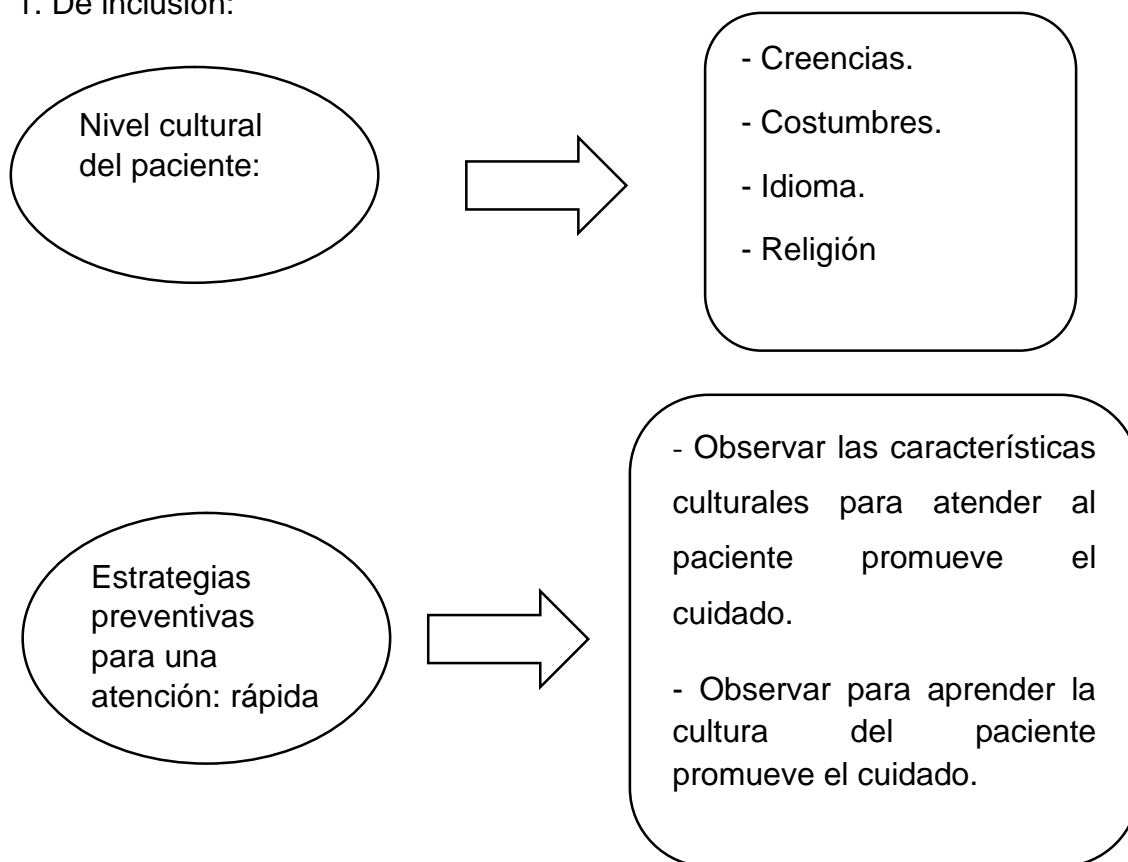 1. De inclusión:
Nivel cultural
del paciente:
- Creencias.
- Costumbres.
- Idioma.
- Religión
Estrategias
preventivas
para una
atención: rápida
- Observar las características
culturales para atender al
paciente promueve el
cuidado.
- Observar para aprender la
cultura del paciente
promueve el cuidado.